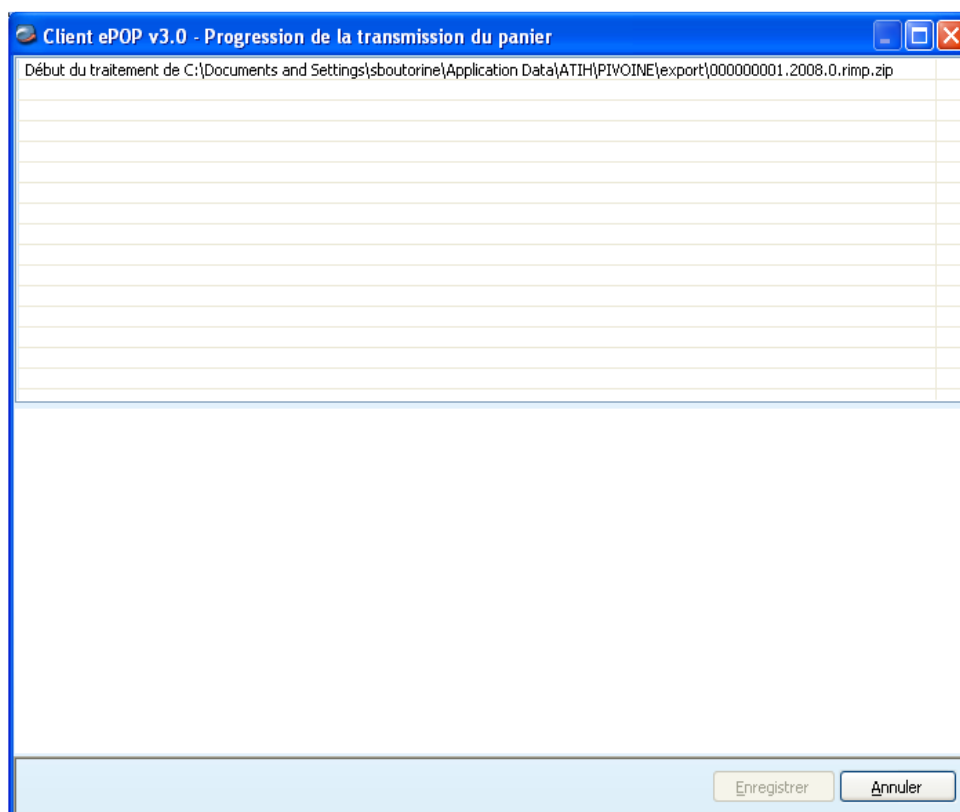 Client ePOP v3.0 - Progression de la transmission du panier
Début du traitement de C:\Documents and Settings\sboutorine\Application Data\ATIH\PIVOINE\export\000000001.2008.0.rimp.zip
Enregistrer
Annuler